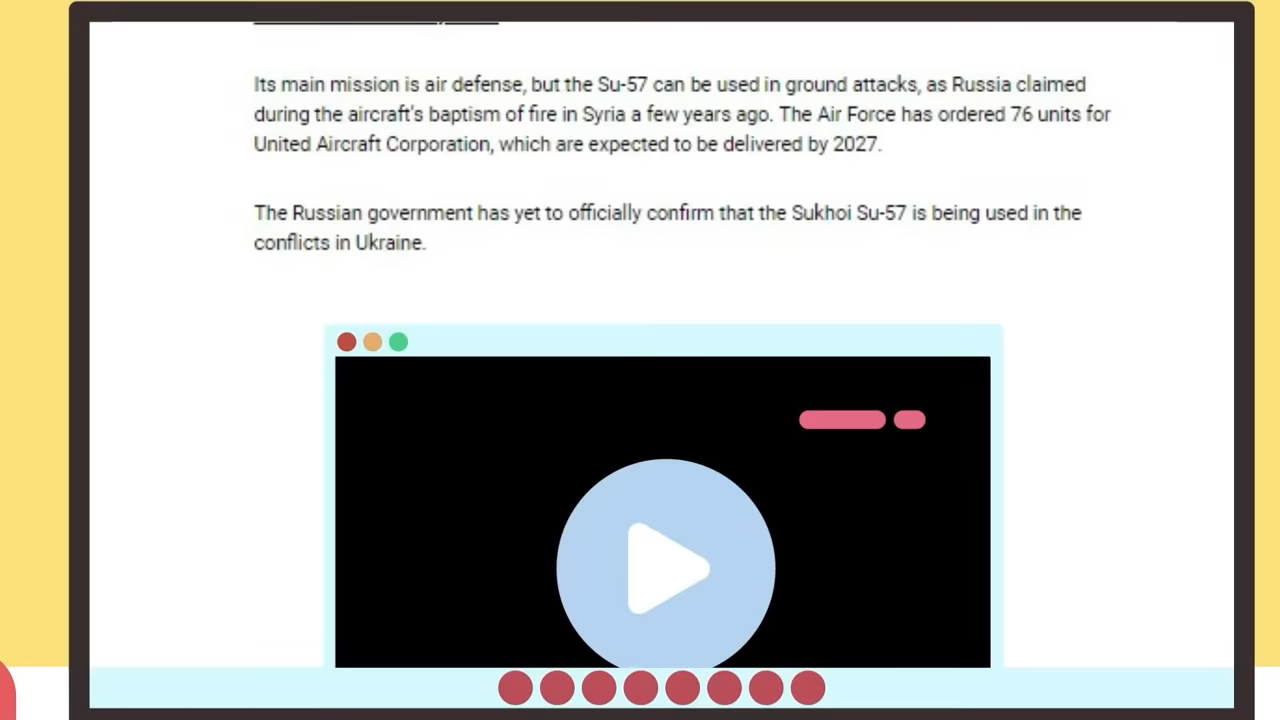 Its main mission is air defense, but the Su-57 can be used in ground attacks, as Russia claimed
during the aircraft's baptism of fire in Syria a few years ago. The Air Force has ordered 76 units for
United Aircraft Corporation, which are expected to be delivered by 2027.
The Russian government has yet to officially confirm that the Sukhoi Su-57 is being used in the
conflicts in Ukraine.